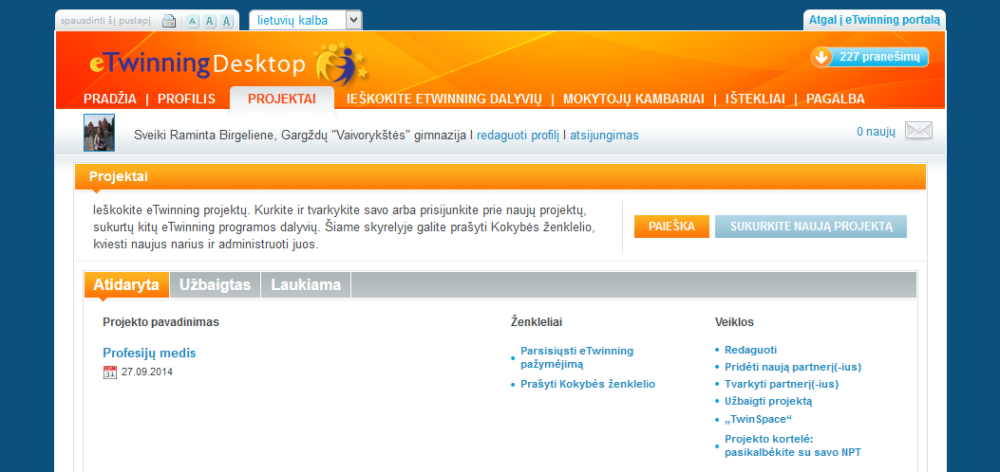 spausdinti šį puslapį A A A lietuvių kalba Atgal į eTwinning portalą
eTwinning Desktop
227 pranešimų
PRADŽIA | PROFILIS PROJEKTAI IEŠKOKITE ETWINNING DALYVIŲ | MOKYTOJŲ KAMBARIAI | IŠTEKLIAI | PAGALBA
Sveiki Raminta Birgeliene, Gargždų "Vaivorykštės" gimnazija I redaguoti profilį I atsijungimas
0 naujų
Projektai
Ieškokite eTwinning projektų. Kurkite ir tvarkykite savo arba prisijunkite prie naujų projektų,
sukurtų kitų eTwinning programos dalyvių. Šiame skyrelyje galite prašyti Kokybės ženklelio,
kviesti naujus narius ir administruoti juos.
PAIEŠKA SUKURKITE NAUJĄ PROJEKTĄ
Atidaryta Užbaigtas Laukiama
Projekto pavadinimas Ženkleliai Veiklos
Profesijų medis
31 27.09.2014
Parsisiųsti eTwinning
pažymėjimą
Prašyti Kokybės ženklelio
Redaguoti
Pridėti naują partnerį(-ius)
Tvarkyti partnerį(-ius)
Užbaigti projektą
„TwinSpace“
Projekto kortelė:
pasikalbėkite su savo NPT